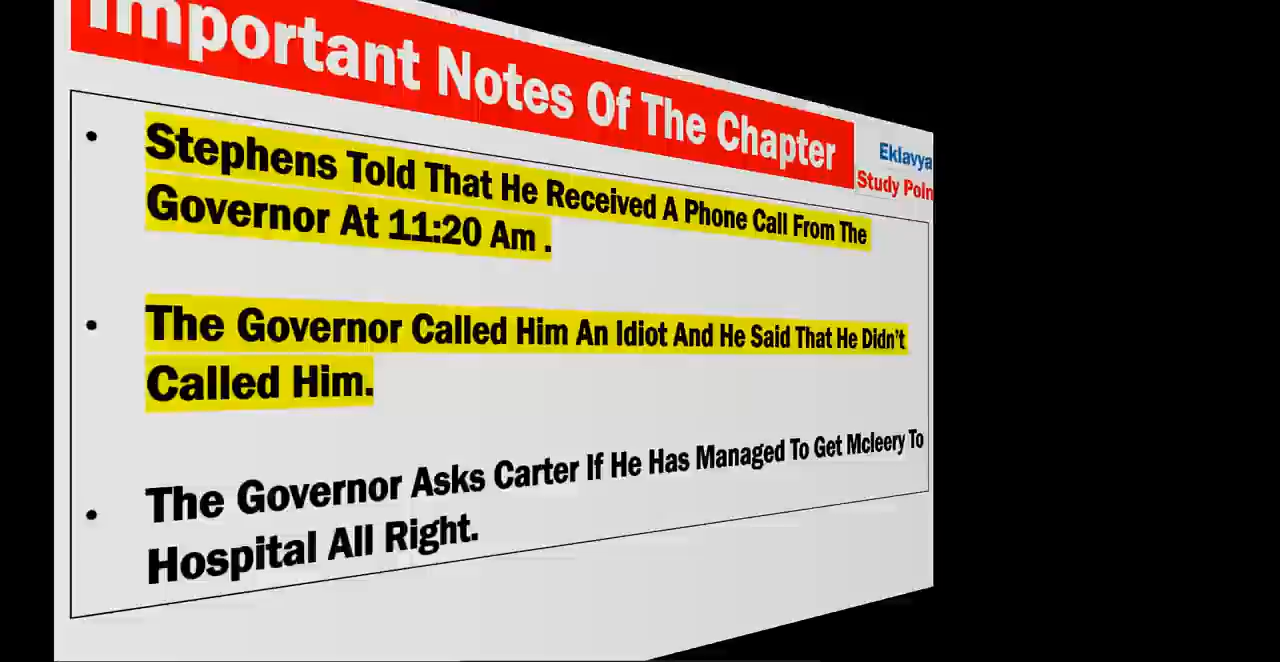 Important Notes Of The Chapter
Eklavya
Study Poin
• Stephens Told That He Received A Phone Call From The
Governor At 11:20 Am .
• The Governor Called Him An Idiot And He Said That He Didn't
Called Him.
• The Governor Asks Carter If He Has Managed To Get Mcleery To
Hospital All Right.